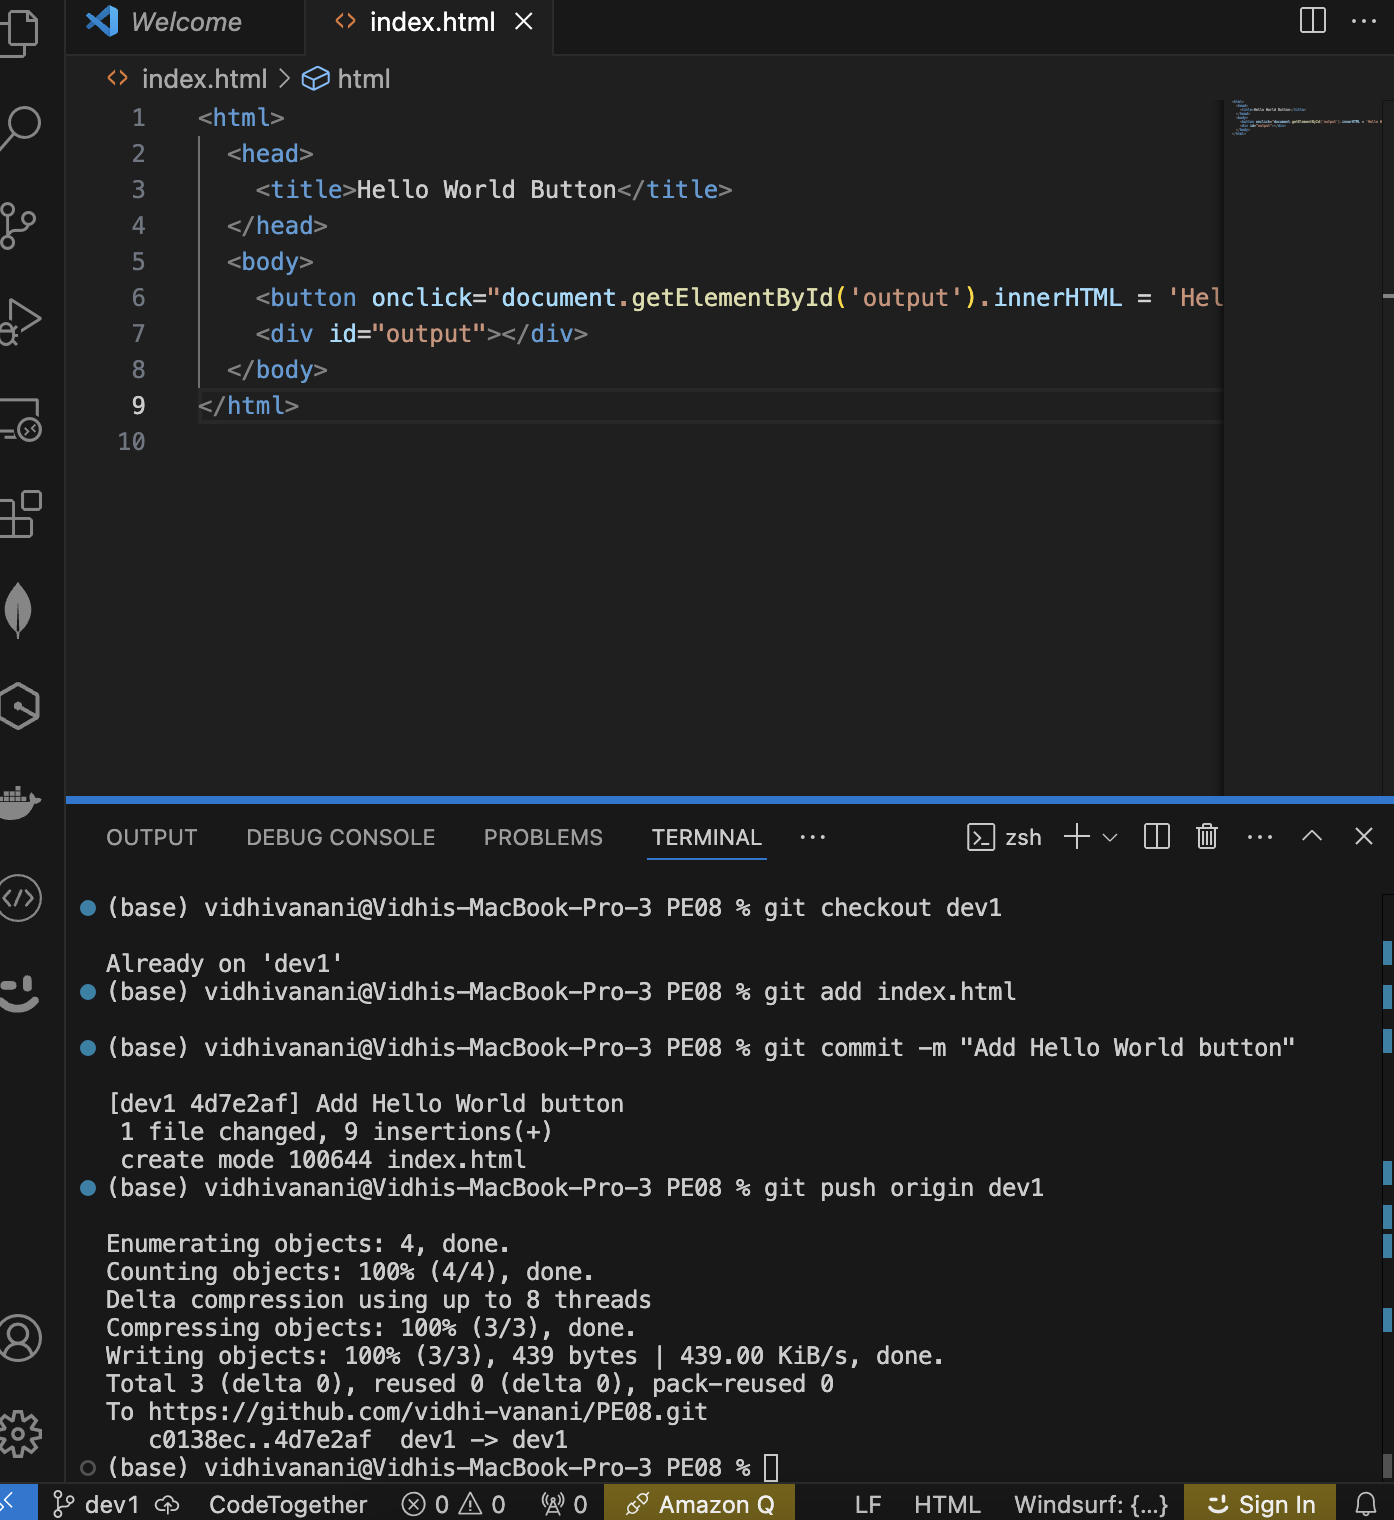 Welcome
index.html
index.html > html
1 <html>
2 <head>
3 <title>Hello World Button</title>
4 </head>
5 <body>
6 <button onclick="document.getElementById('output').innerHTML = 'Hel
7 <div id="output"></div>
8 </body>
9 </html>
10
OUTPUT DEBUG CONSOLE PROBLEMS TERMINAL ... zsh
(base) vidhivanani@Vidhis-MacBook-Pro-3 PE08 % git checkout dev1
Already on 'dev1'
(base) vidhivanani@Vidhis-MacBook-Pro-3 PE08 % git add index.html
(base) vidhivanani@Vidhis-MacBook-Pro-3 PE08 % git commit -m "Add Hello World button"
[dev1 4d7e2af] Add Hello World button
1 file changed, 9 insertions(+)
create mode 100644 index.html
(base) vidhivanani@Vidhis-MacBook-Pro-3 PE08 % git push origin dev1
Enumerating objects: 4, done.
Counting objects: 100% (4/4), done.
Delta compression using up to 8 threads
Compressing objects: 100% (3/3), done.
Writing objects: 100% (3/3), 439 bytes | 439.00 KiB/s, done.
Total 3 (delta 0), reused 0 (delta 0), pack-reused 0
To https://github.com/vidhi-vanani/PE08.git
c0138ec..4d7e2af dev1 -> dev1
(base) vidhivanani@Vidhis-MacBook-Pro-3 PE08 %
dev1 CodeTogether 0 0 0 Amazon Q LF HTML Windsurf: {...} Sign In